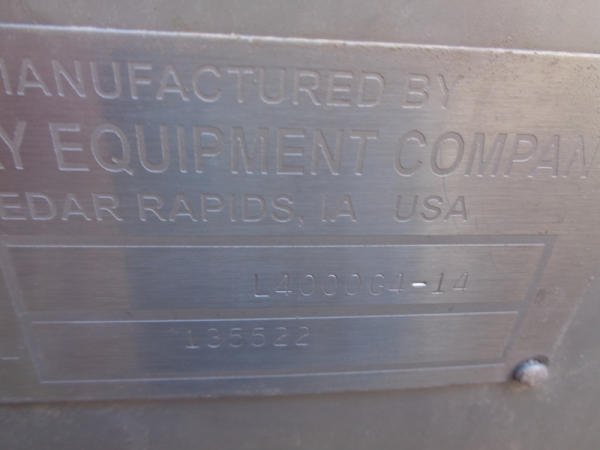 MANUFACTURED BY
Y EQUIPMENT COMPAN
EDAR RAPIDS, IA USA
L4000G4-14
135522